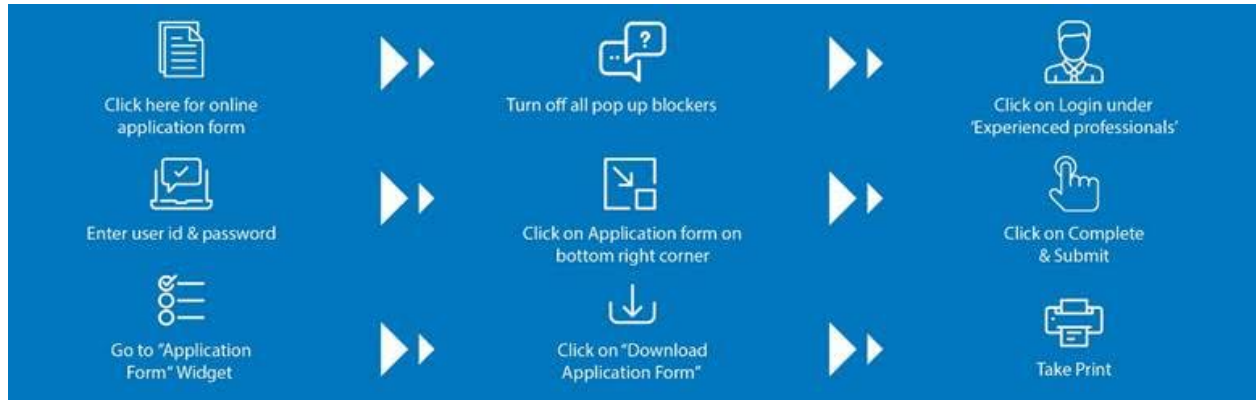 Click here for online
application form
Turn off all pop up blockers
Click on Login under
'Experienced professionals'
Enter user id & password
Click on Application form on
bottom right corner
Click on Complete
& Submit
Go to "Application
Form" Widget
Click on "Download
Application Form"
Take Print